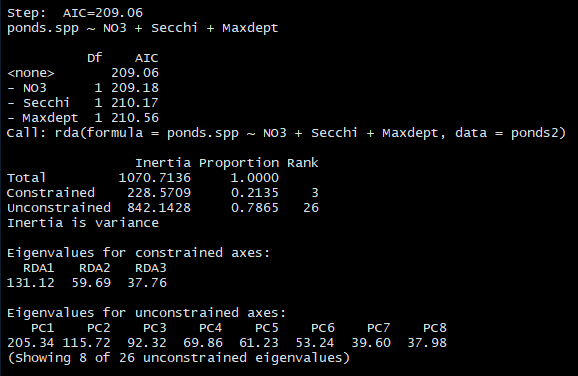 Step:  AIC=209.06
ponds.spp ~ NO3 + Secchi + Maxdept

          Df    AIC
<none>       209.06
- NO3      1 209.18
- Secchi   1 210.17
- Maxdept  1 210.56
Call: rda(formula = ponds.spp ~ NO3 + Secchi + Maxdept, data = ponds2)

                Inertia Proportion Rank
Total         1070.7136     1.0000
Constrained    228.5709     0.2135    3
Unconstrained  842.1428     0.7865   26
Inertia is variance

Eigenvalues for constrained axes:
  RDA1   RDA2   RDA3
131.12  59.69  37.76

Eigenvalues for unconstrained axes:
   PC1    PC2    PC3    PC4    PC5    PC6    PC7    PC8
205.34 115.72  92.32  69.86  61.23  53.24  39.60  37.98
(Showing 8 of 26 unconstrained eigenvalues)